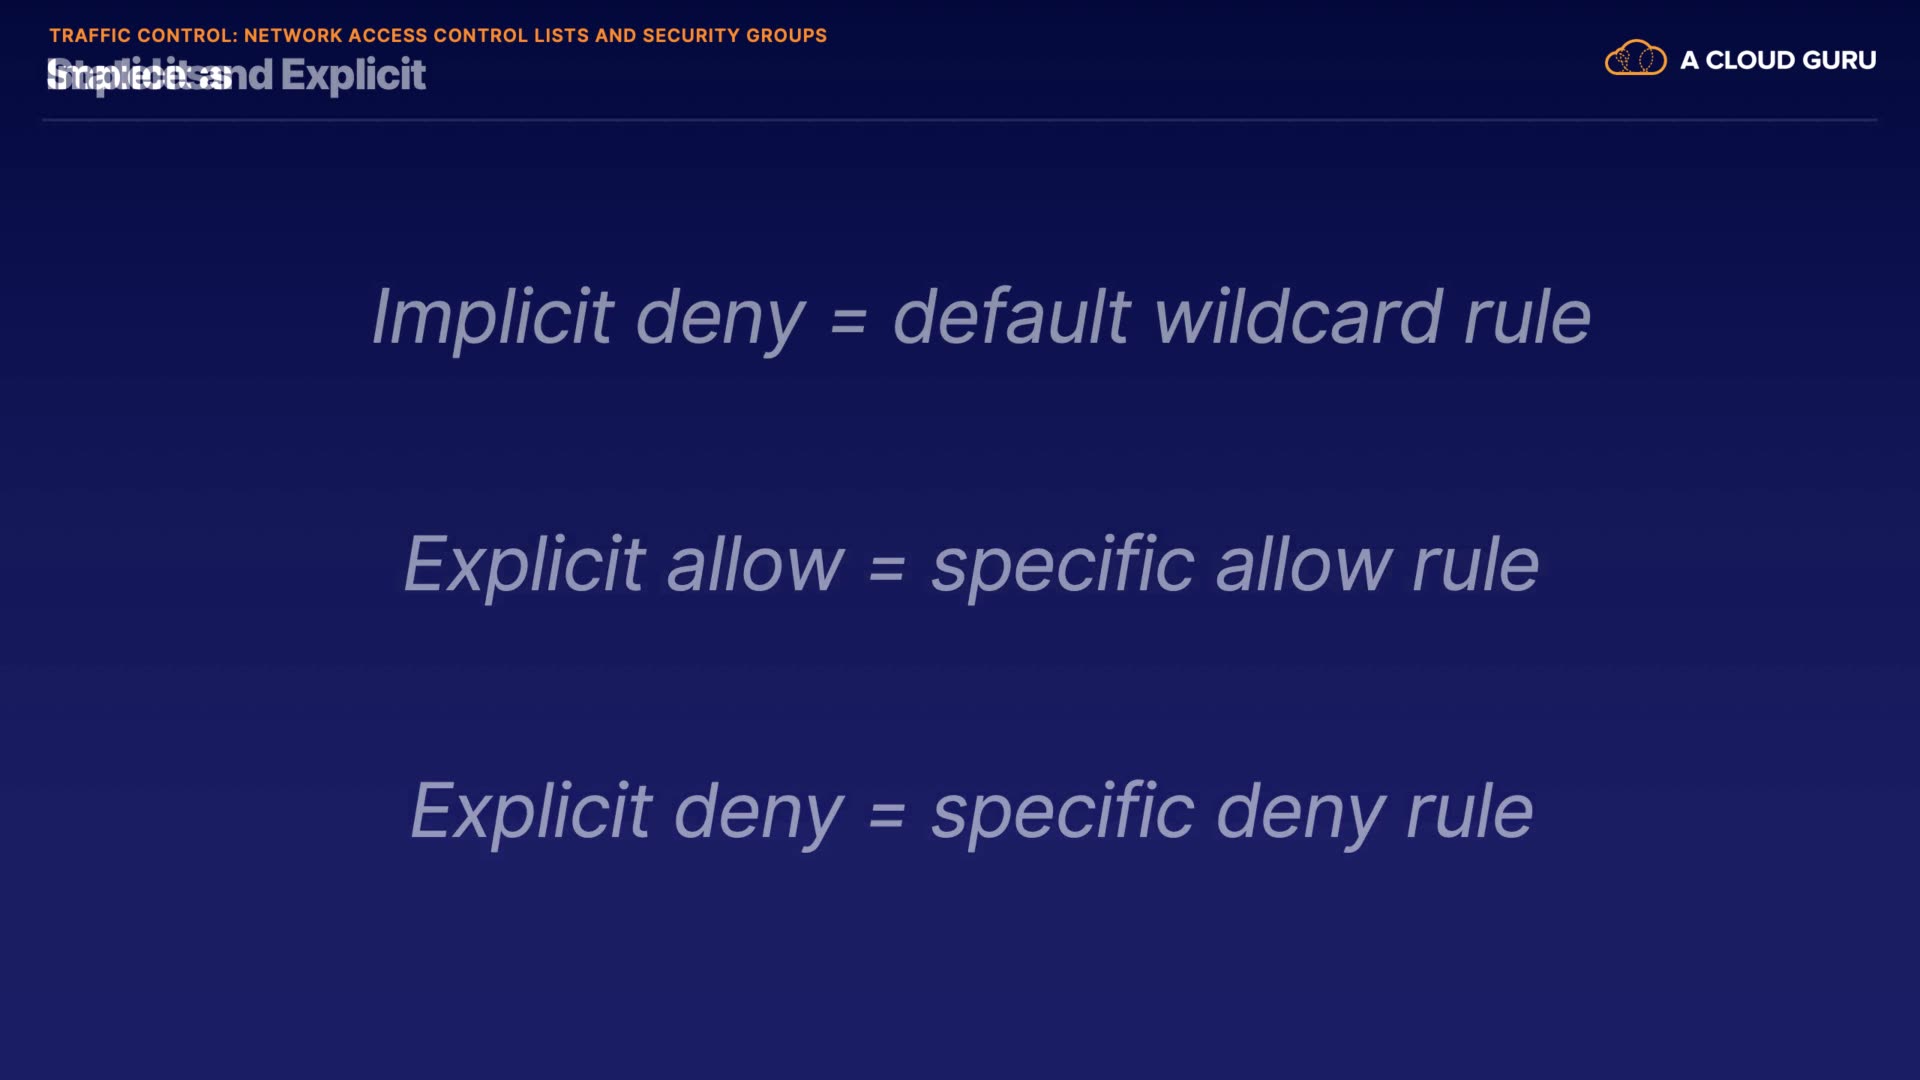 TRAFFIC CONTROL: NETWORK ACCESS CONTROL LISTS AND SECURITY GROUPS
and Explicit
A CLOUD GURU
Implicit deny = default wildcard rule
Explicit allow = specific allow rule
Explicit deny = specific deny rule